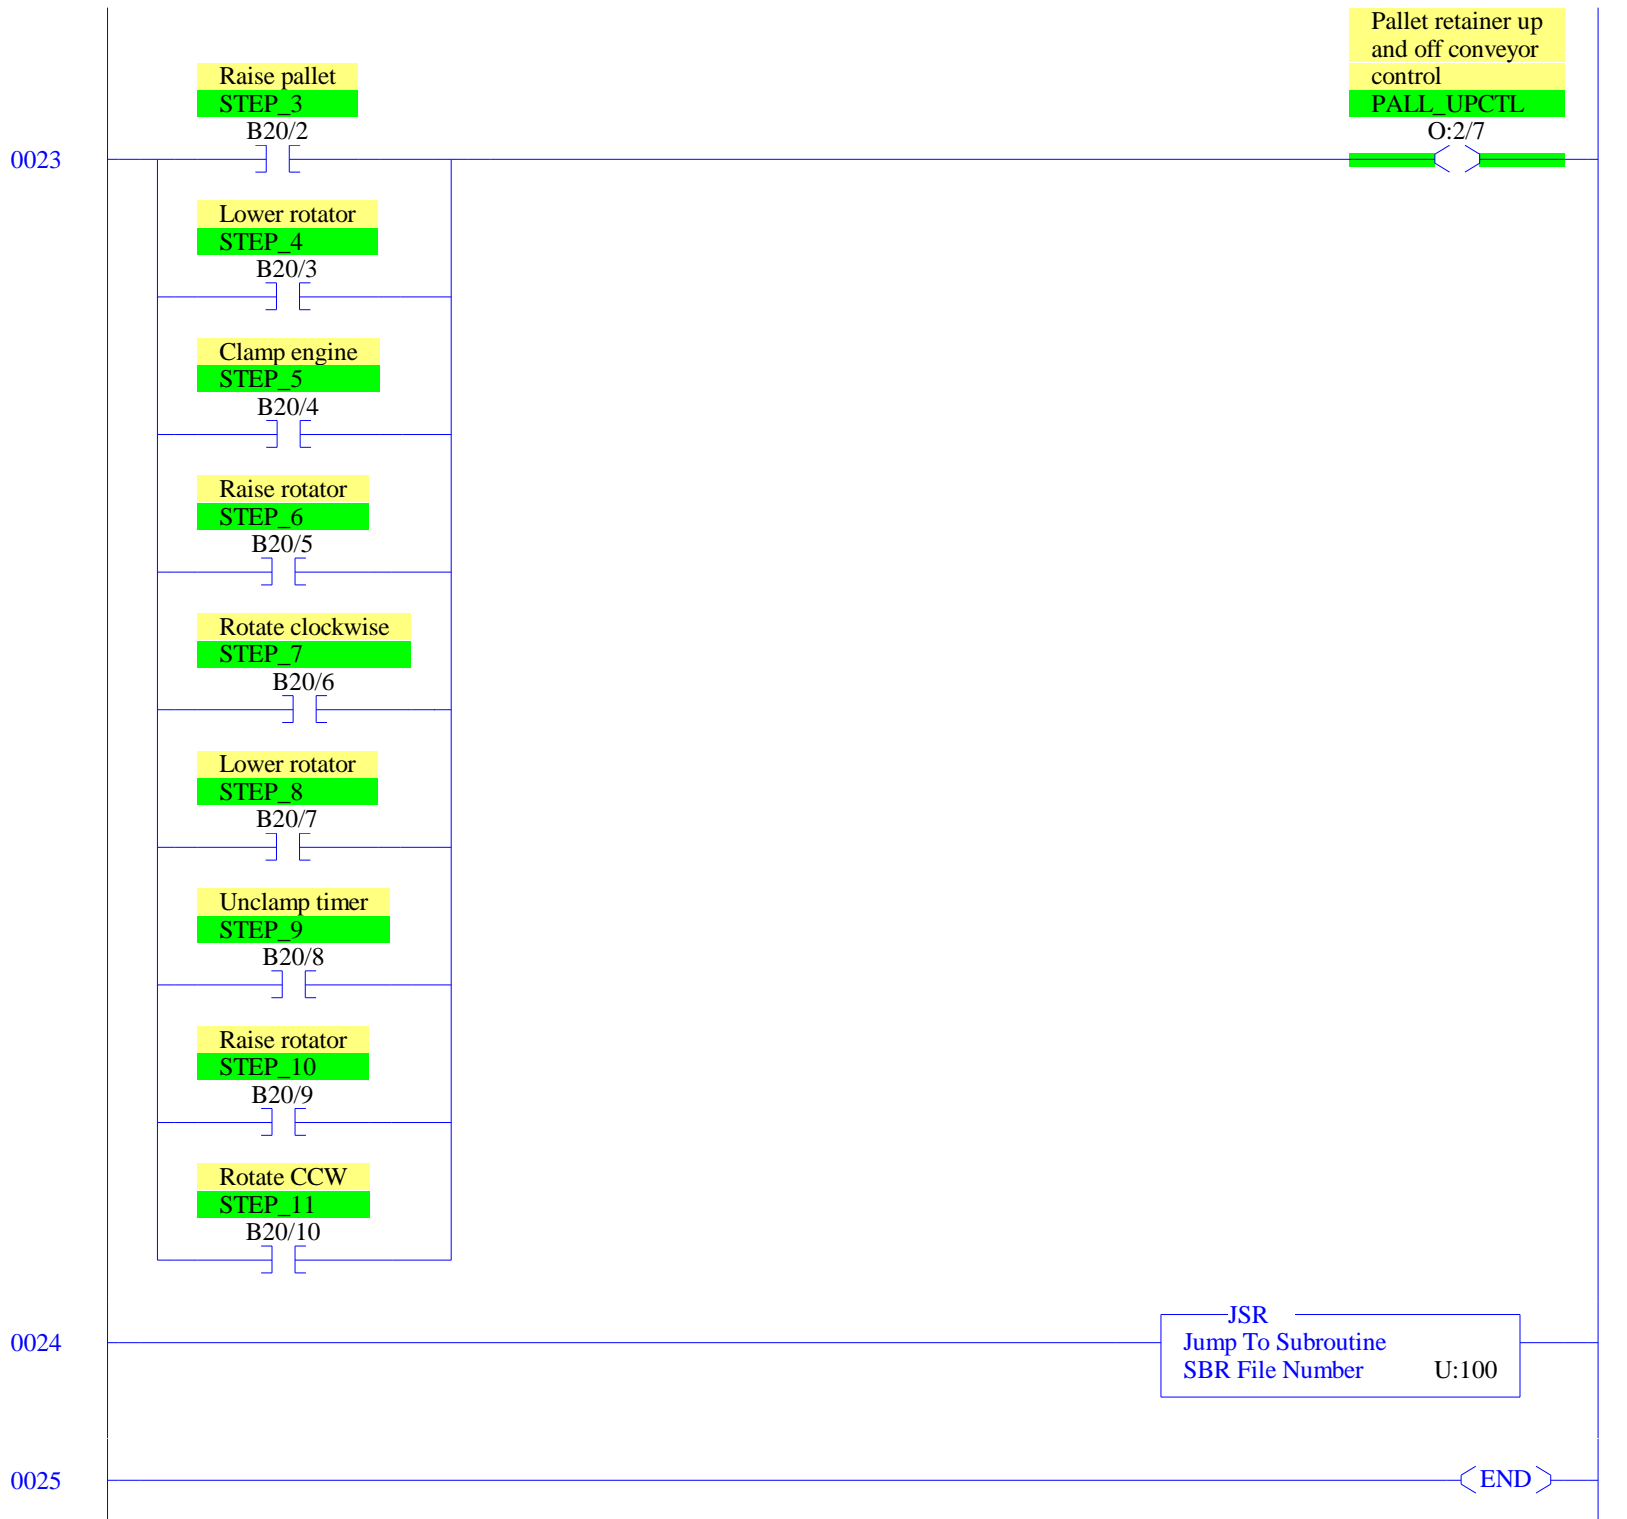 Pallet retainer up
and off conveyor
control
PALL_UPCTL
O:2/7
Raise pallet
STEP_3
B20/2
0023
Lower rotator
STEP_4
B20/3
Clamp engine
STEP_5
B20/4
Raise rotator
STEP_6
B20/5
Rotate clockwise
STEP_7
B20/6
Lower rotator
STEP_8
B20/7
Unclamp timer
STEP_9
B20/8
Raise rotator
STEP_10
B20/9
Rotate CCW
STEP_11
B20/10
0024
JSR
Jump To Subroutine
SBR File Number U:100
0025
END